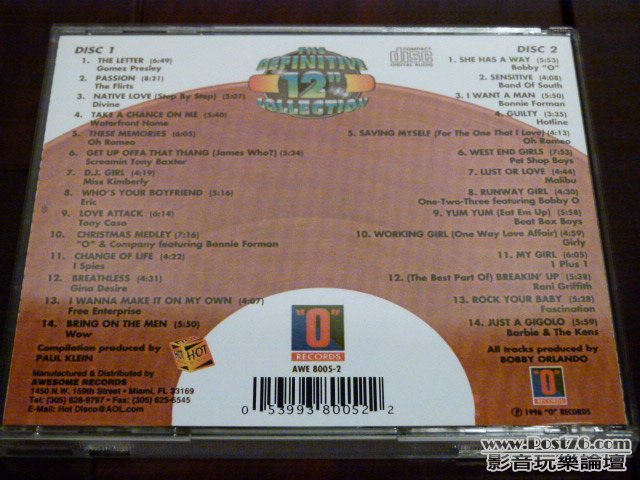 DISC 1
1. THE LETTER (6:49)
Gomez Presley
2. PASSION (8:21)
The Flirts
3. NATIVE LOVE (Step By Step) (5:07)
Divine
4. TAKE A CHANCE ON ME (5:40)
Waterfront Home
5. THESE MEMORIES (6:05)
Oh Romeo
6. GET UP OFFA THAT THANG (James Who?) (5:24)
Screamin Tony Baxter
7. D.J. GIRL (4:19)
Miss Kimberly
8. WHO'S YOUR BOYFRIEND (5:16)
Eric
9. LOVE ATTACK (6:14)
Tony Caso
10. CHRISTMAS MEDLEY (7:16)
"O" & Company featuring Bonnie Forman
11. CHANGE OF LIFE (4:22)
I Spies
12. BREATHLESS (4:31)
Gina Desire
13. I WANNA MAKE IT ON MY OWN (4:07)
Free Enterprise
14. BRING ON THE MEN (5:50)
Wow
Compilation produced by
PAUL KLEIN
HOT
HOT
Manufactured & Distributed by
AWESOME RECORDS
1450 N.W. 159th Street • Miami, FL 33169
Tel: (305) 628-9797 • Fax: (305) 625-6545
E-Mail: Hot Disco@AOL.com
THE
DEFINITIVE
12"
COLLECTION
COMPACT
disc
DIGITAL AUDIO
DISC 2
1. SHE HAS A WAY (5:53)
Bobby "O"
2. SENSITIVE (4:08)
Band Of South
3. I WANT A MAN (5:50)
Bonnie Forman
4. GUILTY (3:35)
Hotline
5. SAVING MYSELF (For The One That I Love) (4:13)
Oh Romeo
6. WEST END GIRLS (7:53)
Pet Shop Boys
7. LUST OR LOVE (4:44)
Malibu
8. RUNWAY GIRL (4:30)
One-Two-Three featuring Bobby O
9. YUM YUM (Eat Em Up) (5:58)
Beat Box Boys
10. WORKING GIRL (One Way Love Affair) (4:59)
Girly
11. MY GIRL (6:05)
1 Plus 1
12. (The Best Part Of) BREAKIN' UP (5:38)
Roni Griffith
13. ROCK YOUR BABY (5:28)
Fascination
14. JUST A GIGOLO (5:59)
Barbie & The Kens
All tracks produced by
BOBBY ORLANDO
"O"
RECORDS
AWE 8005-2
0 53993 80052 2
"O"
RECORDS
℗ 1996 "O" RECORDS
www.Post76.com
影音玩樂論壇